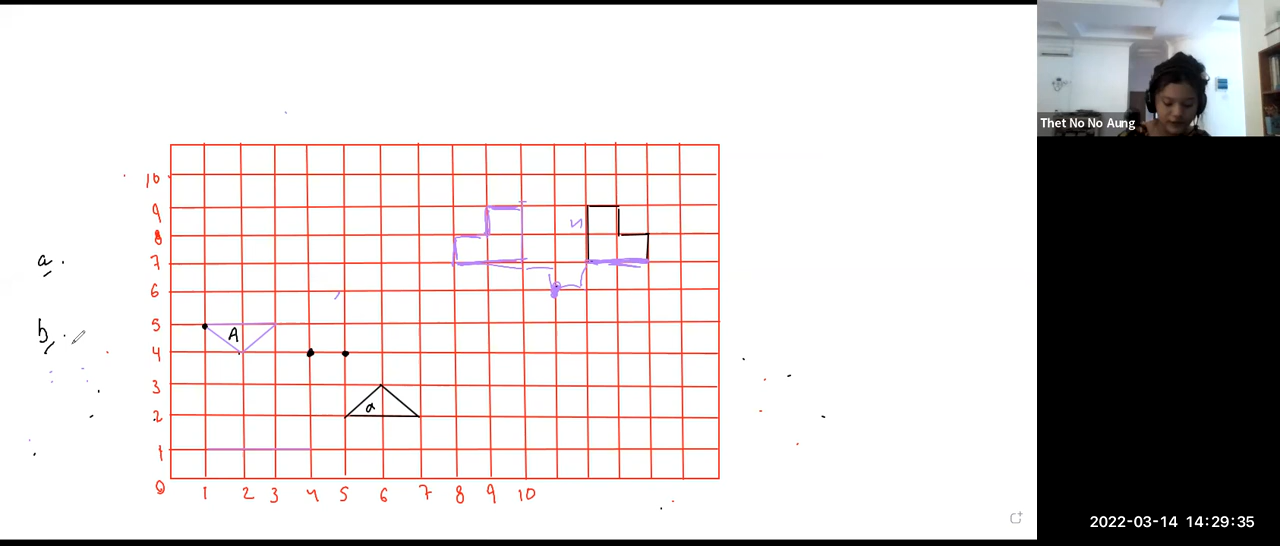 Thet No No Aung
10
9
8
a.
7
6
b.
5
A
4
3
a
2
1
0
1 2 3 4 5 6 7 8 9 10
2022-03-14 14:29:35